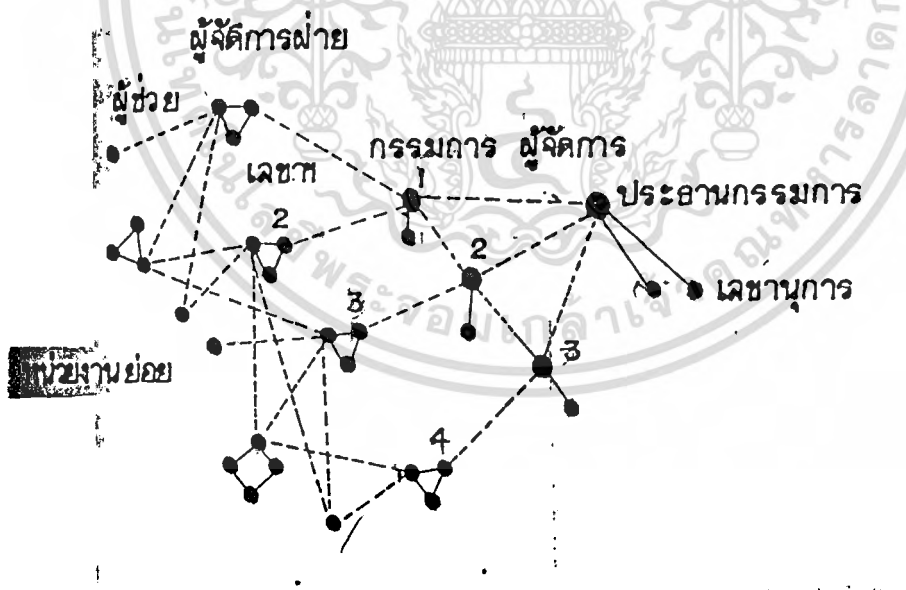 ผู้จัดการฝ่าย
ผู้ช่วย
เลขาฯ
กรรมการ ผู้จัดการ
1
ประธานกรรมการ
2
2
เลขานุการ
3
3
หน่วยงานย่อย
4